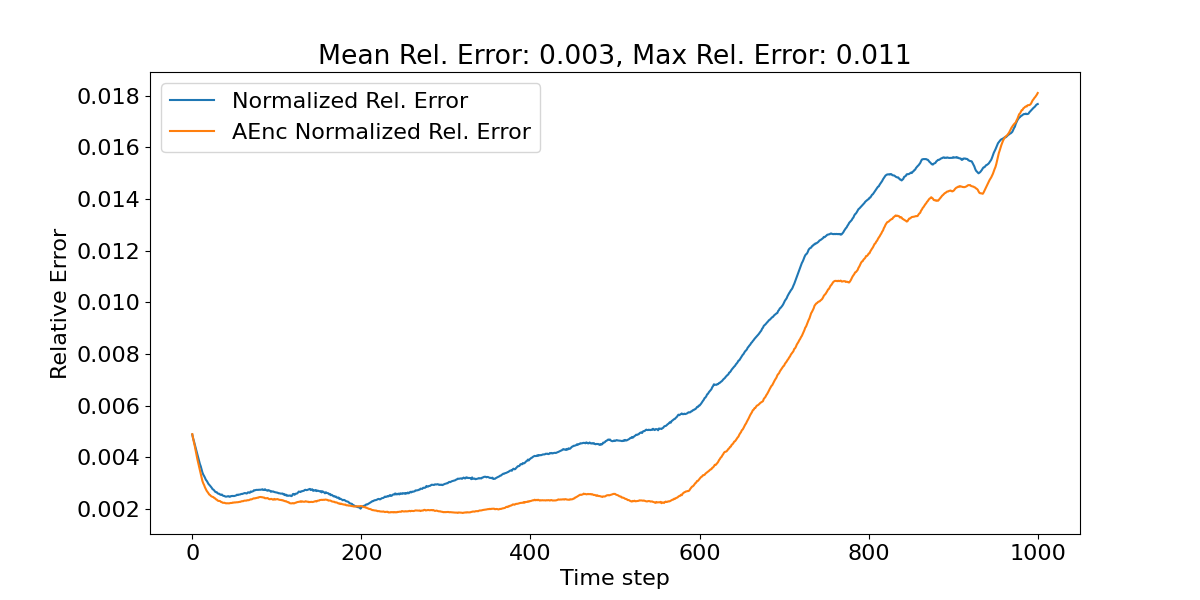 Mean Rel. Error: 0.003, Max Rel. Error: 0.011
Normalized Rel. Error
AEnc Normalized Rel. Error
0.018
0.016
0.014
0.012
0.010
0.008
0.006
0.004
0.002
Relative Error
0 200 400 600 800 1000
Time step